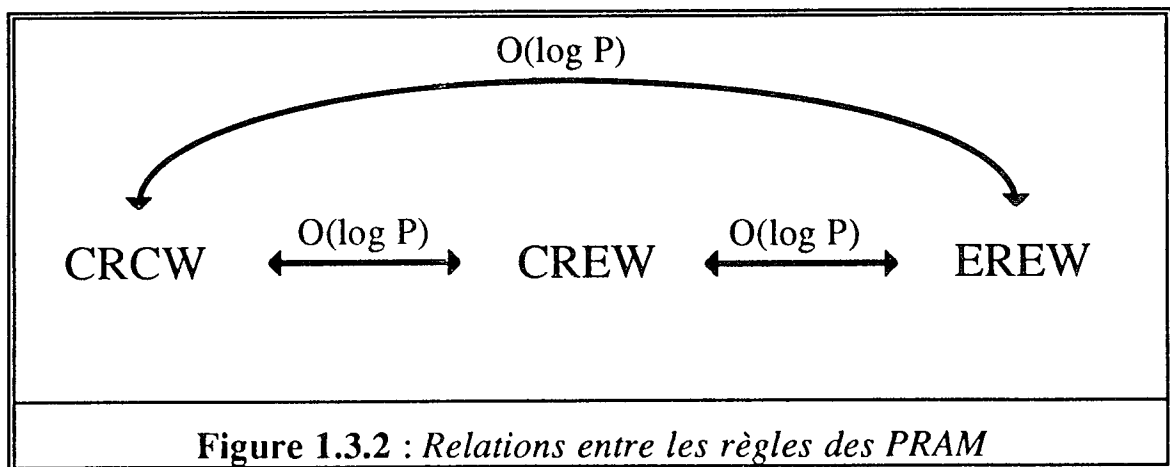 O(log P)
O(log P) O(log P)
CRCW CREW EREW
Figure 1.3.2 : Relations entre les règles des PRAM